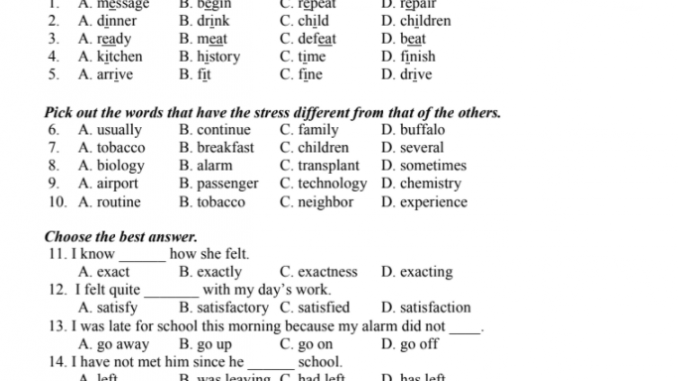 1. A. message B. begin C. repeat D. repair
2. A. dinner B. drink C. child D. children
3. A. ready B. meat C. defeat D. beat
4. A. kitchen B. history C. time D. finish
5. A. arrive B. fit C. fine D. drive
Pick out the words that have the stress different from that of the others.
6. A. usually B. continue C. family D. buffalo
7. A. tobacco B. breakfast C. children D. several
8. A. biology B. alarm C. transplant D. sometimes
9. A. airport B. passenger C. technology D. chemistry
10. A. routine B. tobacco C. neighbor D. experience
Choose the best answer.
11. I know ______ how she felt.
A. exact B. exactly C. exactness D. exacting
12. I felt quite _______ with my day's work.
A. satisfy B. satisfactory C. satisfied D. satisfaction
13. I was late for school this morning because my alarm did not ____.
A. go away B. go up C. go on D. go off
14. I have not met him since he ______ school.
A. left B. was leaving C. had left D. has left